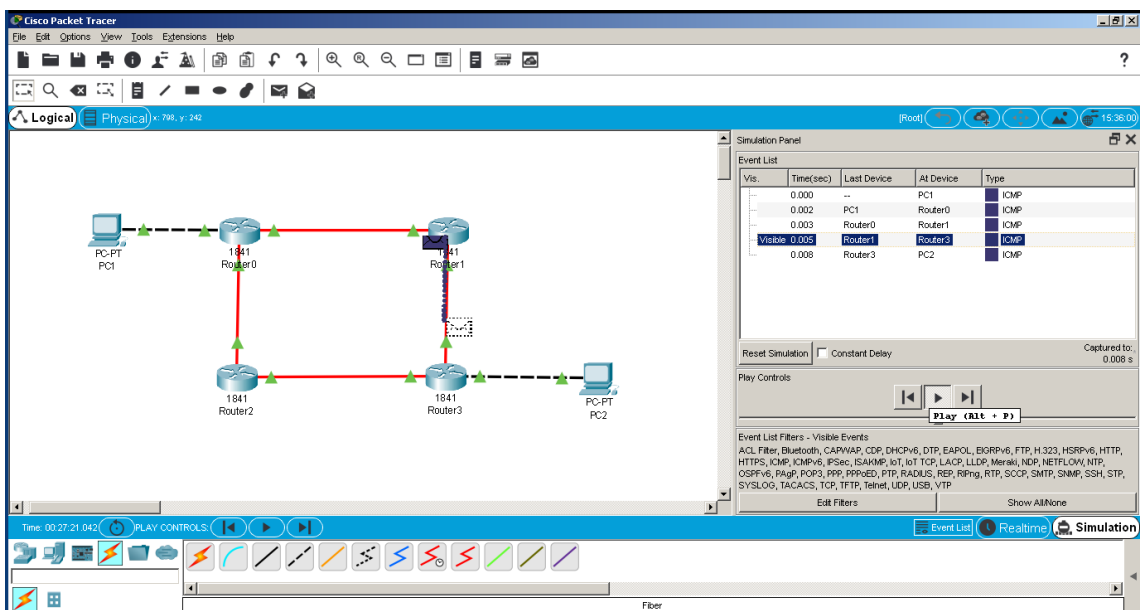 Cisco Packet Tracer
File Edit Options View Tools Extensions Help
Logical Physical x: 798, y: 242 [Root] 15:36:00
Simulation Panel
Event List
Vis. Time(sec) Last Device At Device Type
0.000 -- PC1 ICMP
0.002 PC1 Router0 ICMP
0.003 Router0 Router1 ICMP
Visible 0.005 Router1 Router3 ICMP
0.008 Router3 PC2 ICMP
PC-PT
PC1
1841
Router0
1841
Router1
1841
Router2
1841
Router3
PC-PT
PC2
Reset Simulation Constant Delay Captured to:
0.008 s
Play Controls
Play (Alt + P)
Event List Filters - Visible Events
ACL Filter, Bluetooth, CAPWAP, CDP, DHCPv6, DTP, EAPOL, EIGRPv6, FTP, H.323, HSRPv6, HTTP,
HTTPS, ICMP, ICMPv6, IPSec, ISAKMP, IoT, IoT TCP, LACP, LLDP, Meraki, NDP, NETFLOW, NTP,
OSPFv6, PAgP, POP3, PPP, PPPoED, PTP, RADIUS, REP, RIPng, RTP, SCCP, SMTP, SNMP, SSH, STP,
SYSLOG, TACACS, TCP, TFTP, Telnet, UDP, USB, VTP
Edit Filters Show All/None
Time: 00:27:21.042 PLAY CONTROLS: Event List Realtime Simulation
Fiber